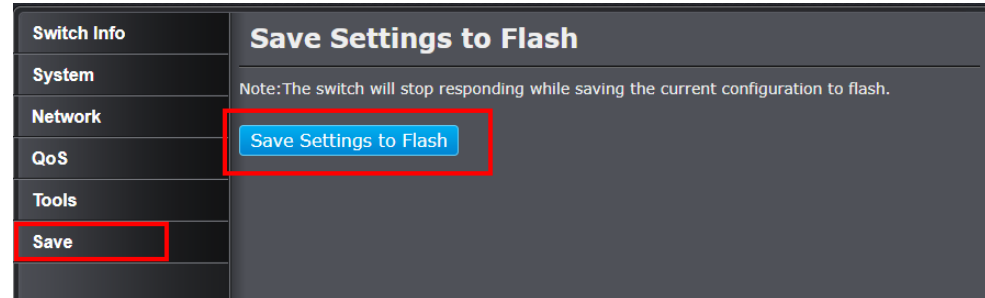 Switch Info
System
Network
QoS
Tools
Save
Save Settings to Flash
Note:The switch will stop responding while saving the current configuration to flash.
Save Settings to Flash